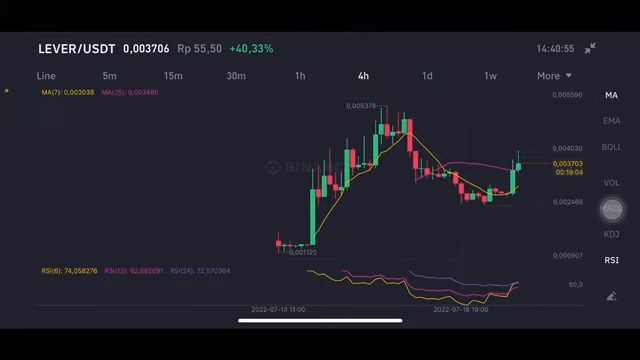 LEVER/USDT 0,003706 Rp 55,50 +40,33% 14:40:55
Line 5m 15m 30m 1h 4h 1d 1w More
MA(7): 0,003038 MA(25): 0,003480
0,005590
MA
0,005378
EMA
0,004030
BOLL
0,003703
00:19:04
BINANC
VOL
0,002468
MACD
KDJ
0,001120
0,000907
RSI(6): 74,058276 RSI(12): 62,682091 RSI(24): 72,570364
RSI
60,0
2022-07-13 11:00 2022-07-18 19:00